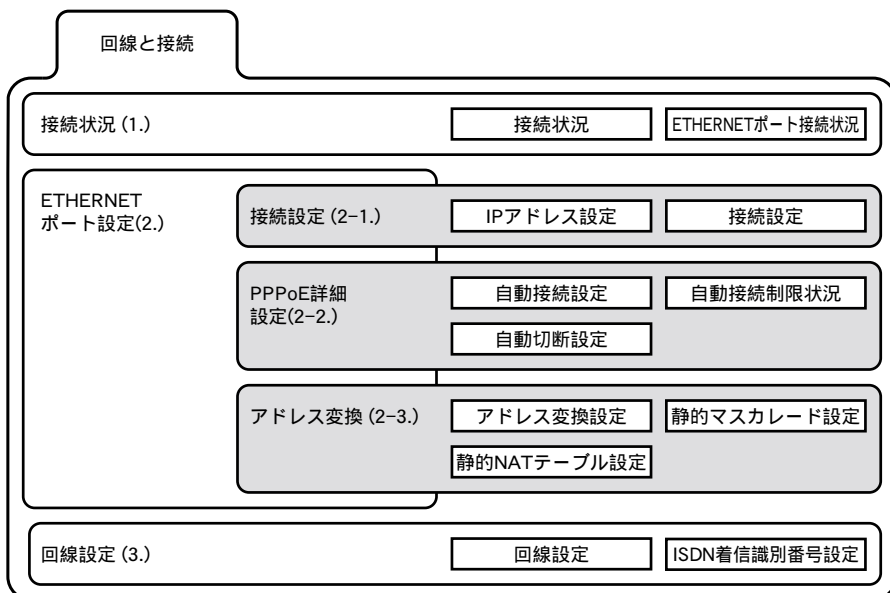 回線と接続
接続状況 (1.)
接続状況
ETHERNETポート接続状況
ETHERNET
ポート設定(2.)
接続設定 (2-1.)
IPアドレス設定
接続設定
PPPoE詳細
設定(2-2.)
自動接続設定
自動接続制限状況
自動切断設定
アドレス変換 (2-3.)
アドレス変換設定
静的マスカレード設定
静的NATテーブル設定
回線設定 (3.)
回線設定
ISDN着信識別番号設定